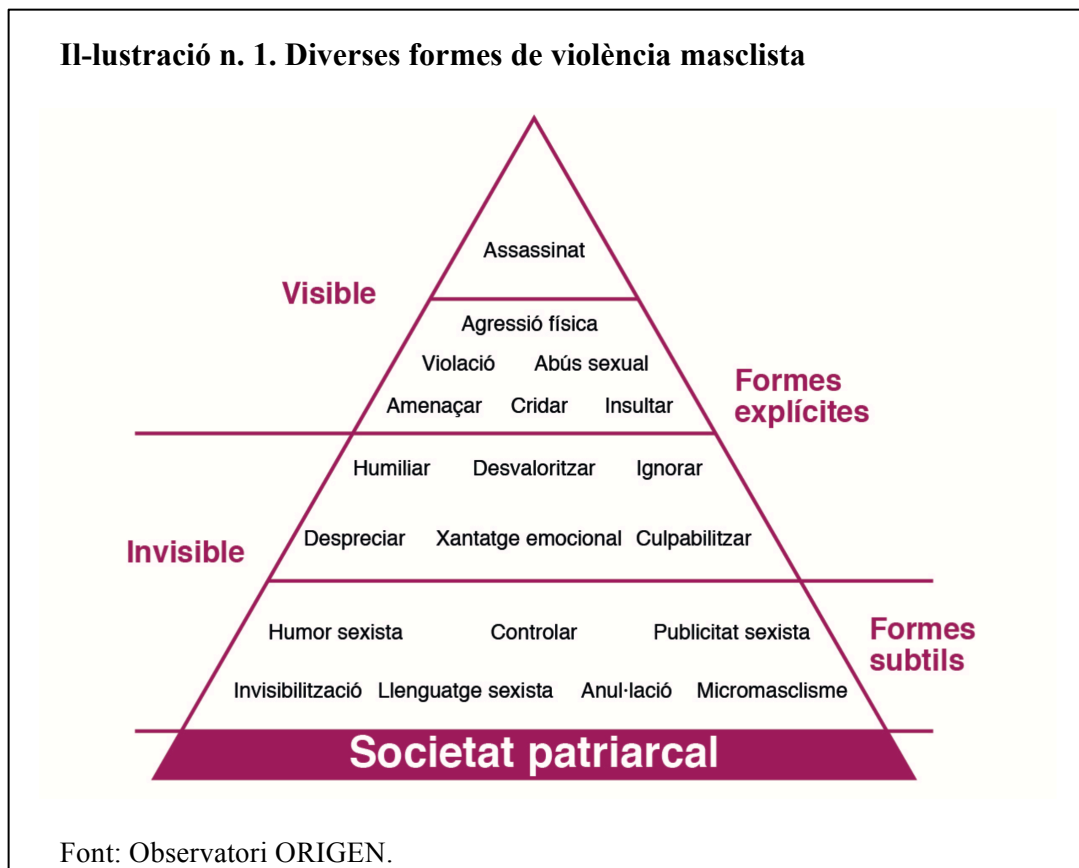 Il-lustració n. 1. Diverses formes de violència masclista
Assassinat
Visible
Agressió física
Violació Abús sexual
Formes
explícites
Amenaçar Cridar Insultar
Humiliar Desvaloritzar Ignorar
Invisible
Despreciar Xantatge emocional Culpabilitzar
Humor sexista Controlar Publicitat sexista
Formes
subtils
Invisibilització Llenguatge sexista Anul·lació Micromasclisme
Societat patriarcal
Font: Observatori ORIGEN.